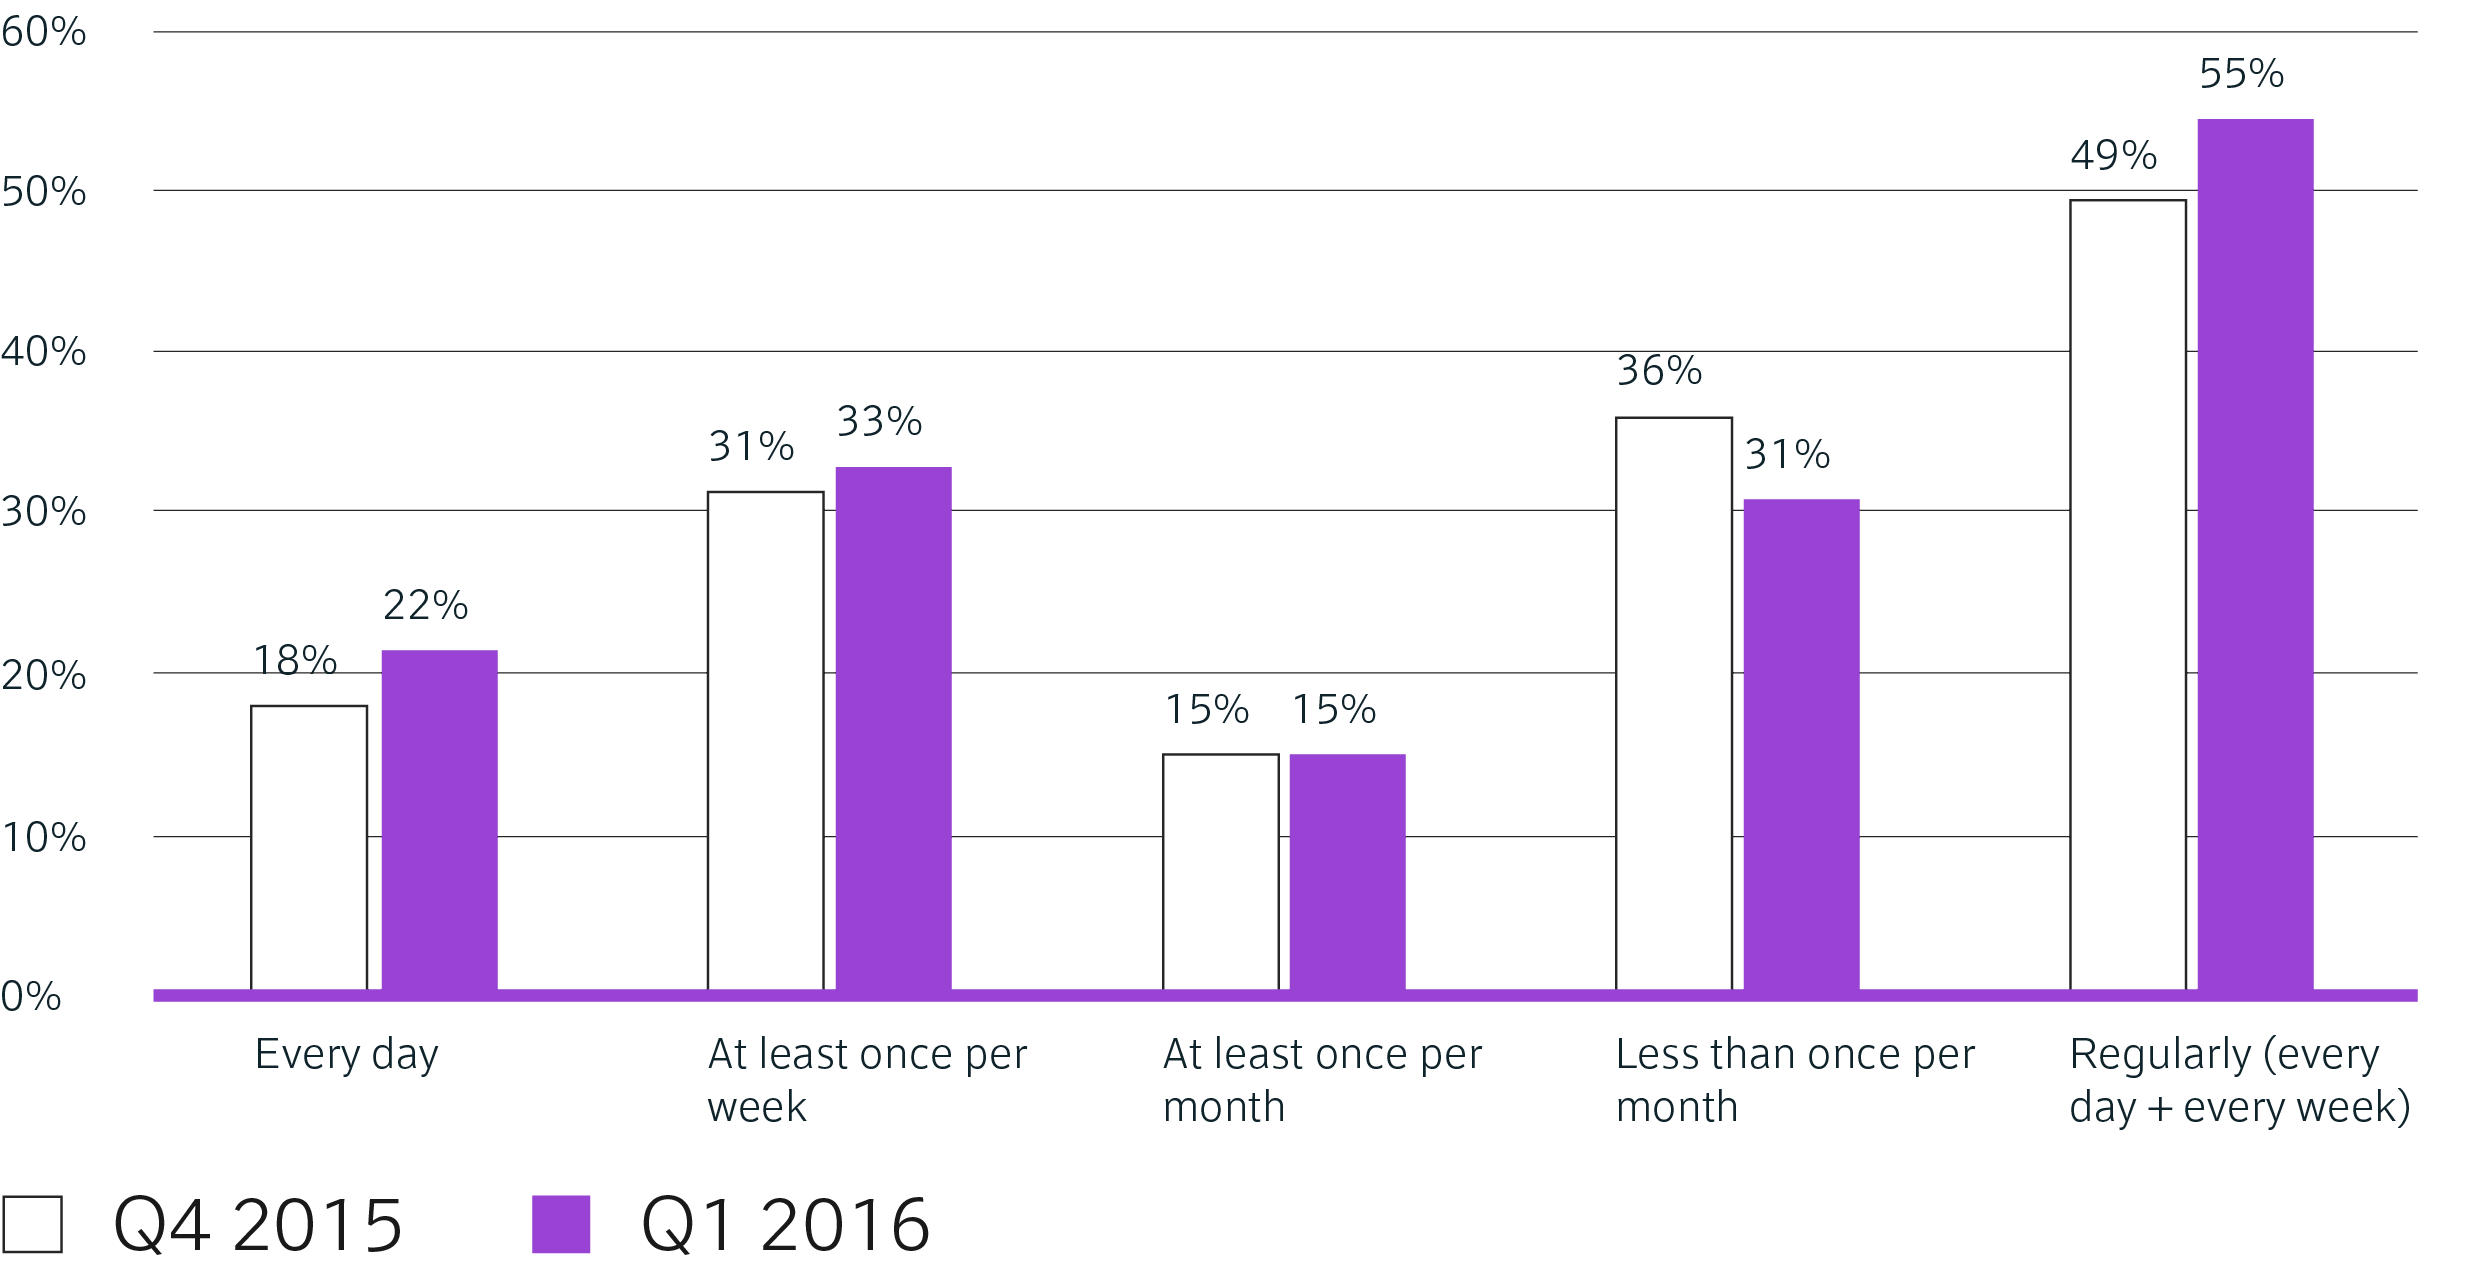 60%
55%
49%
50%
40%
36%
33%
31%
31%
30%
22%
18%
20%
15% 15%
10%
0%
Every day
At least once per
week
At least once per
month
Less than once per
month
Regularly (every
day + every week)
Q4 2015
Q1 2016